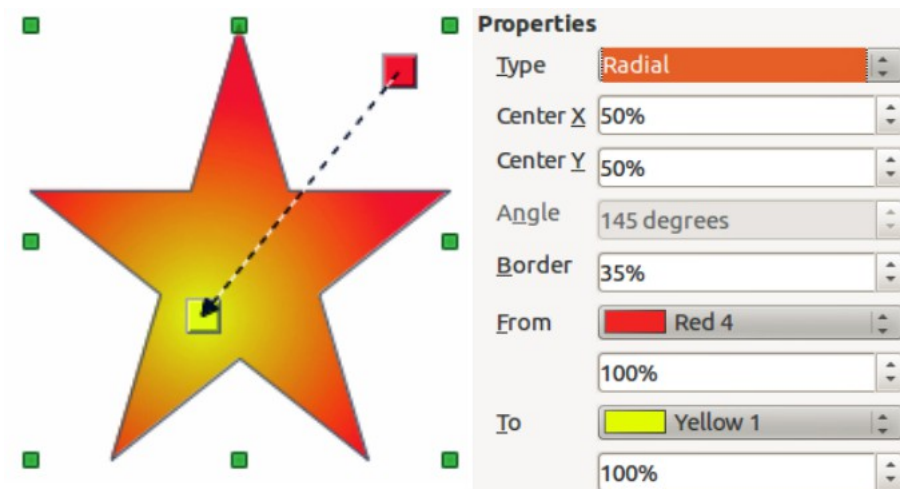 Properties
Type Radial
Center X 50%
Center Y 50%
Angle 145 degrees
Border 35%
From Red 4
100%
To Yellow 1
100%